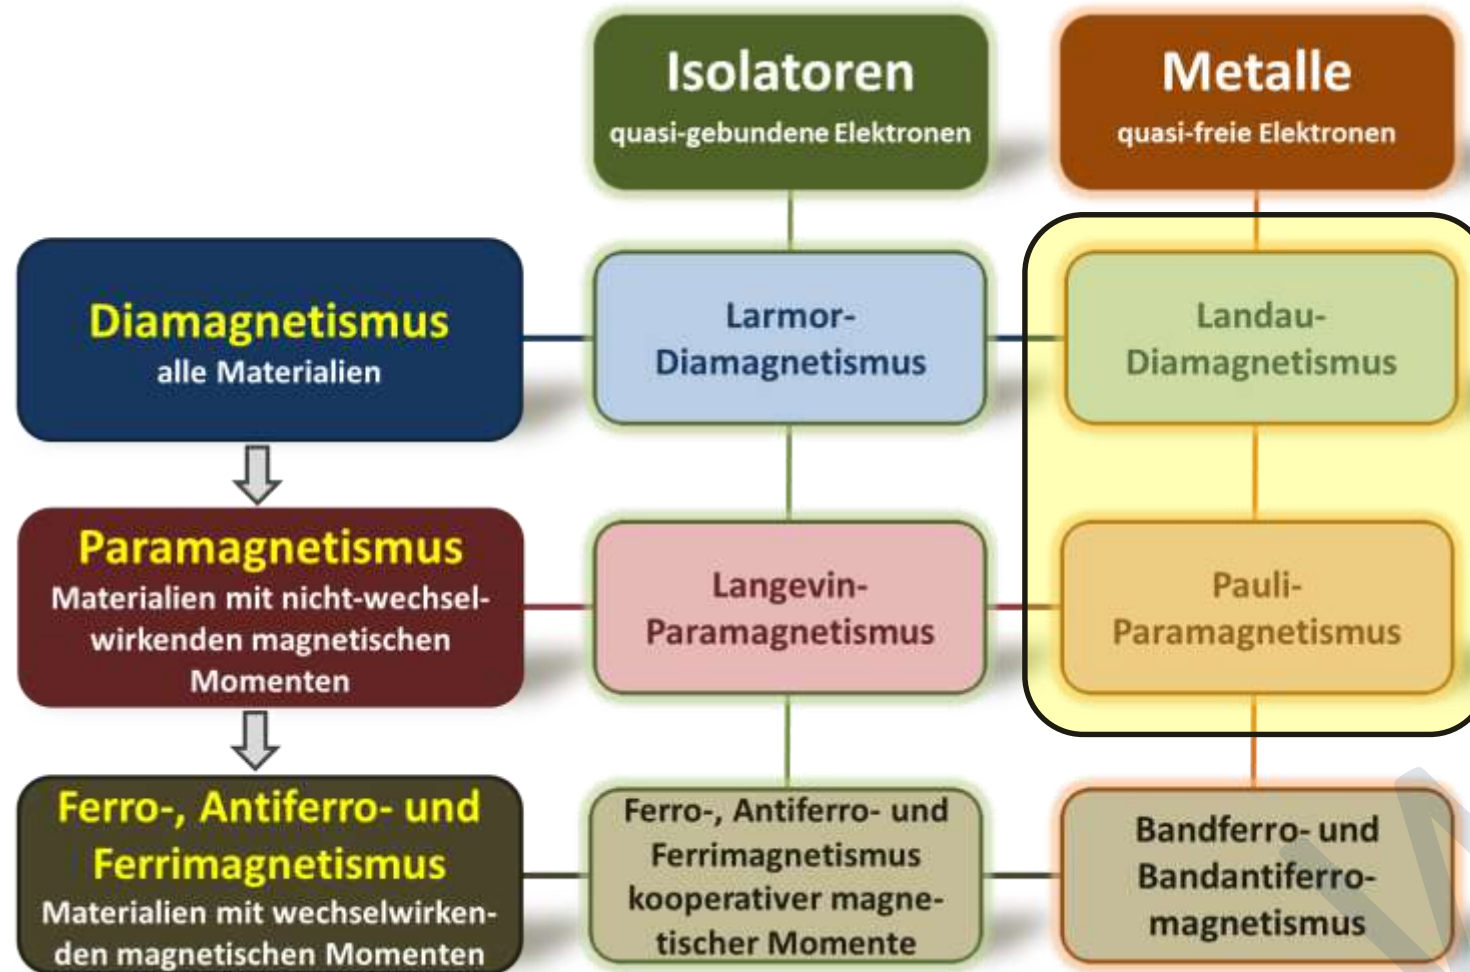 Isolatoren
quasi-gebundene Elektronen
Metalle
quasi-freie Elektronen
Diamagnetismus
alle Materialien
Larmor-
Diamagnetismus
Landau-
Diamagnetismus
Paramagnetismus
Materialien mit nicht-wechsel-
wirkenden magnetischen
Momenten
Langevin-
Paramagnetismus
Pauli-
Paramagnetismus
Ferro-, Antiferro- und
Ferrimagnetismus
Materialien mit wechselwirken-
den magnetischen Momenten
Ferro-, Antiferro- und
Ferrimagnetismus
kooperativer magne-
tischer Momente
Bandferro- und
Bandantiferro-
magnetismus